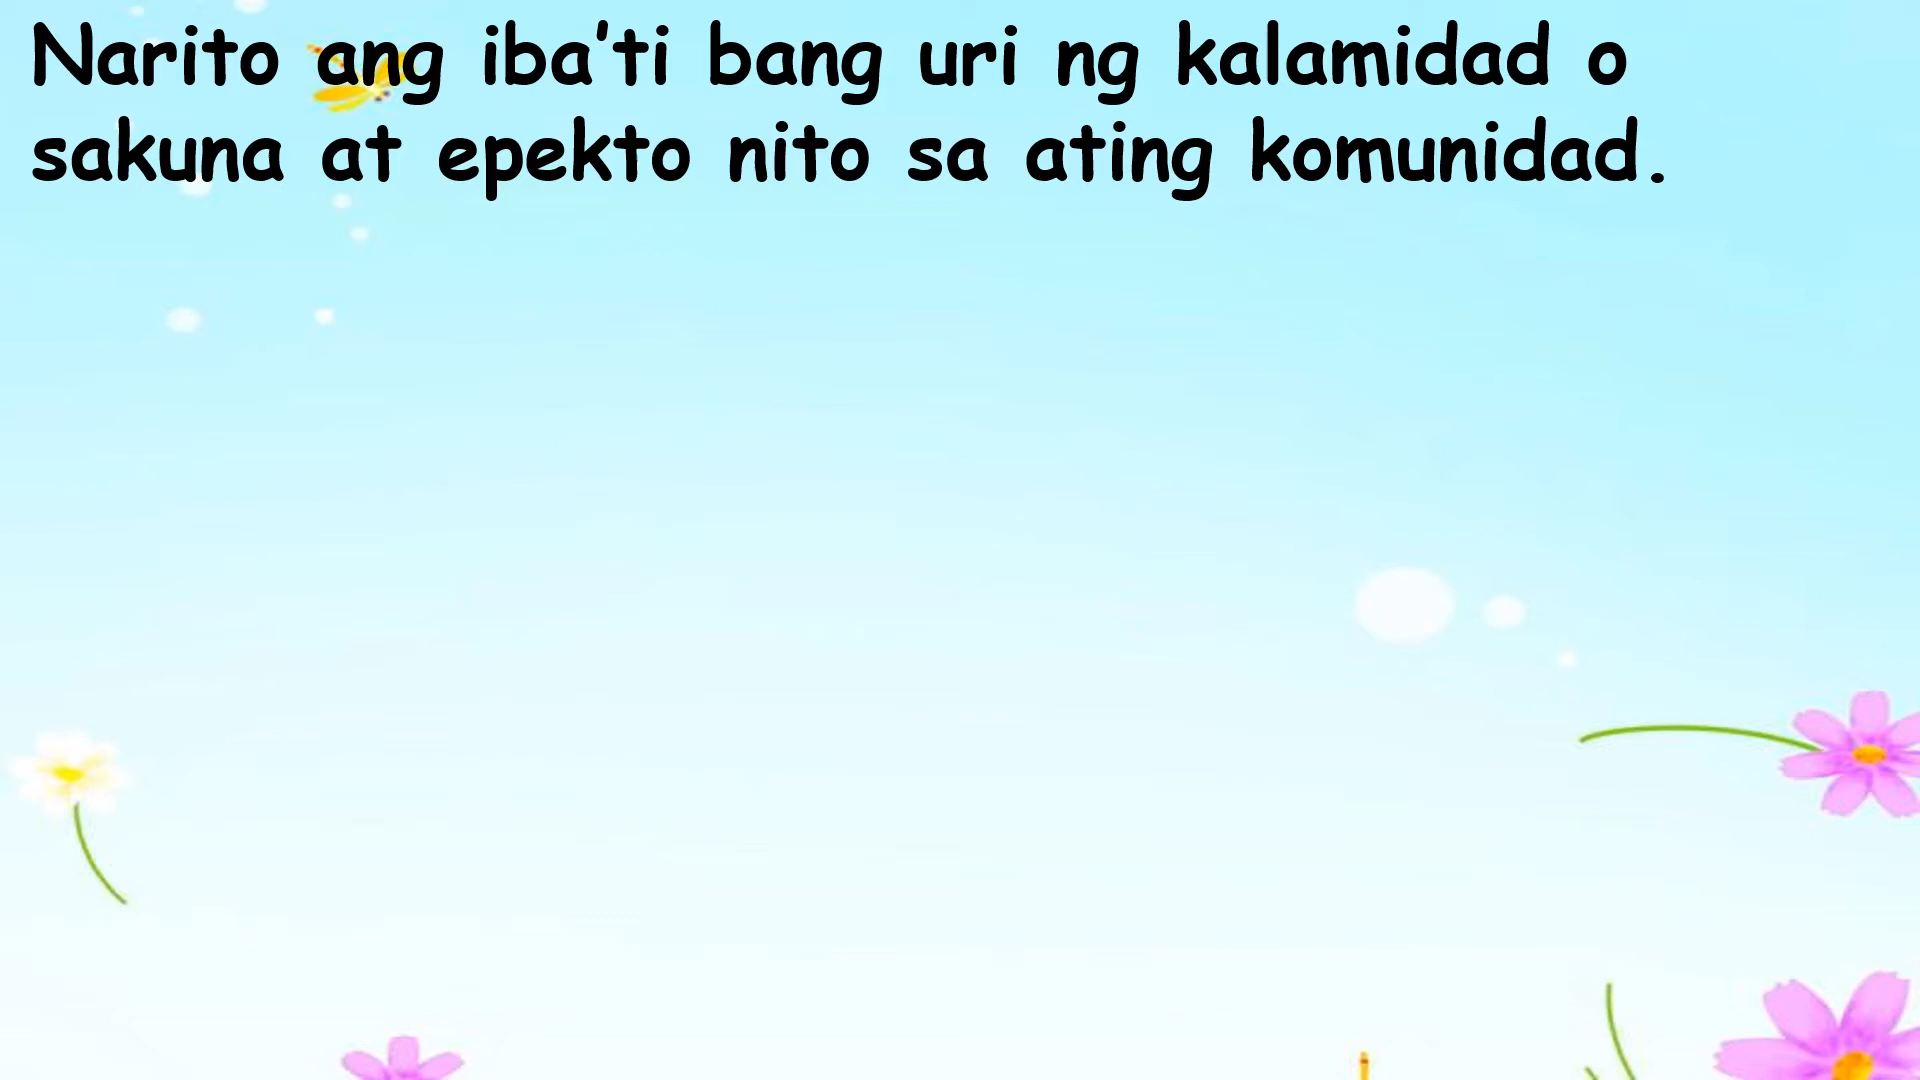 Narito ang iba’ti bang uri ng kalamidad o
sakuna at epekto nito sa ating komunidad.